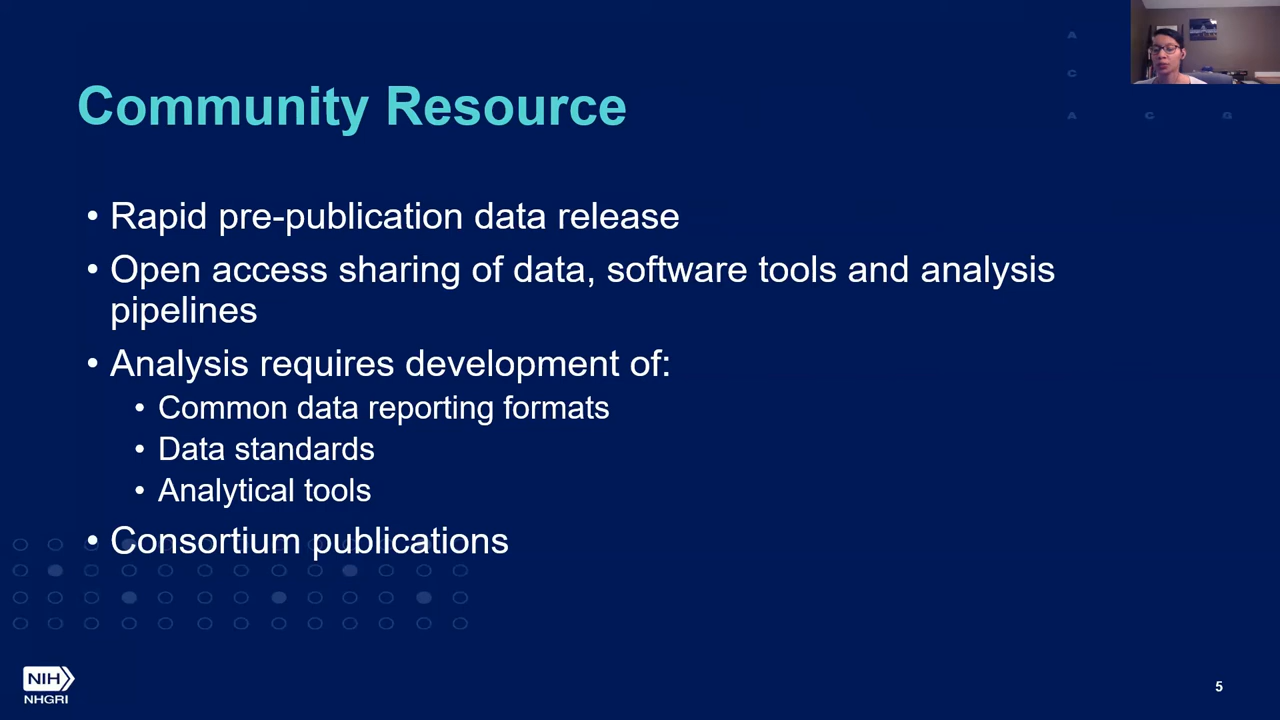 A
C
A C G
Community Resource
• Rapid pre-publication data release
• Open access sharing of data, software tools and analysis
pipelines
• Analysis requires development of:
• Common data reporting formats
• Data standards
• Analytical tools
• Consortium publications
NIH
NHGRI
5